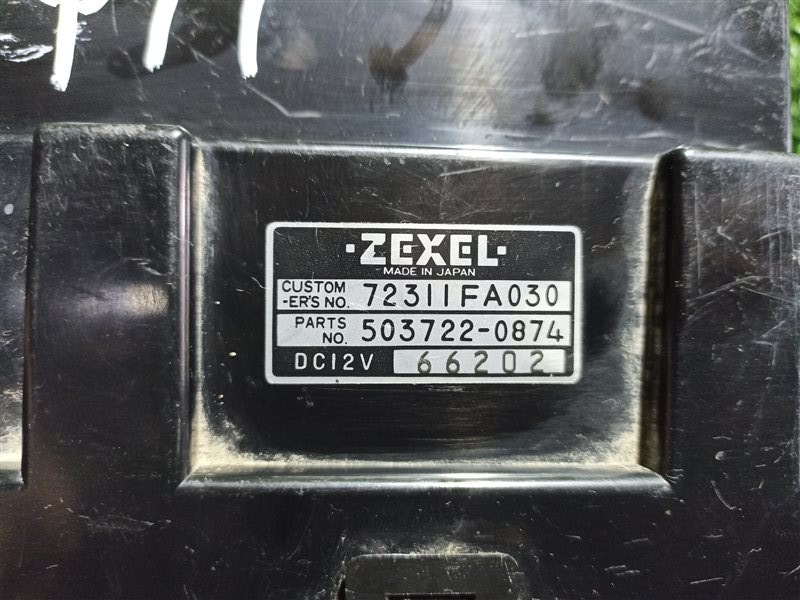 ·ZEXEL·
MADE IN JAPAN
CUSTOM
-ER'S NO. 72311FA030
PARTS
NO. 503722-0874
DC12V 66202